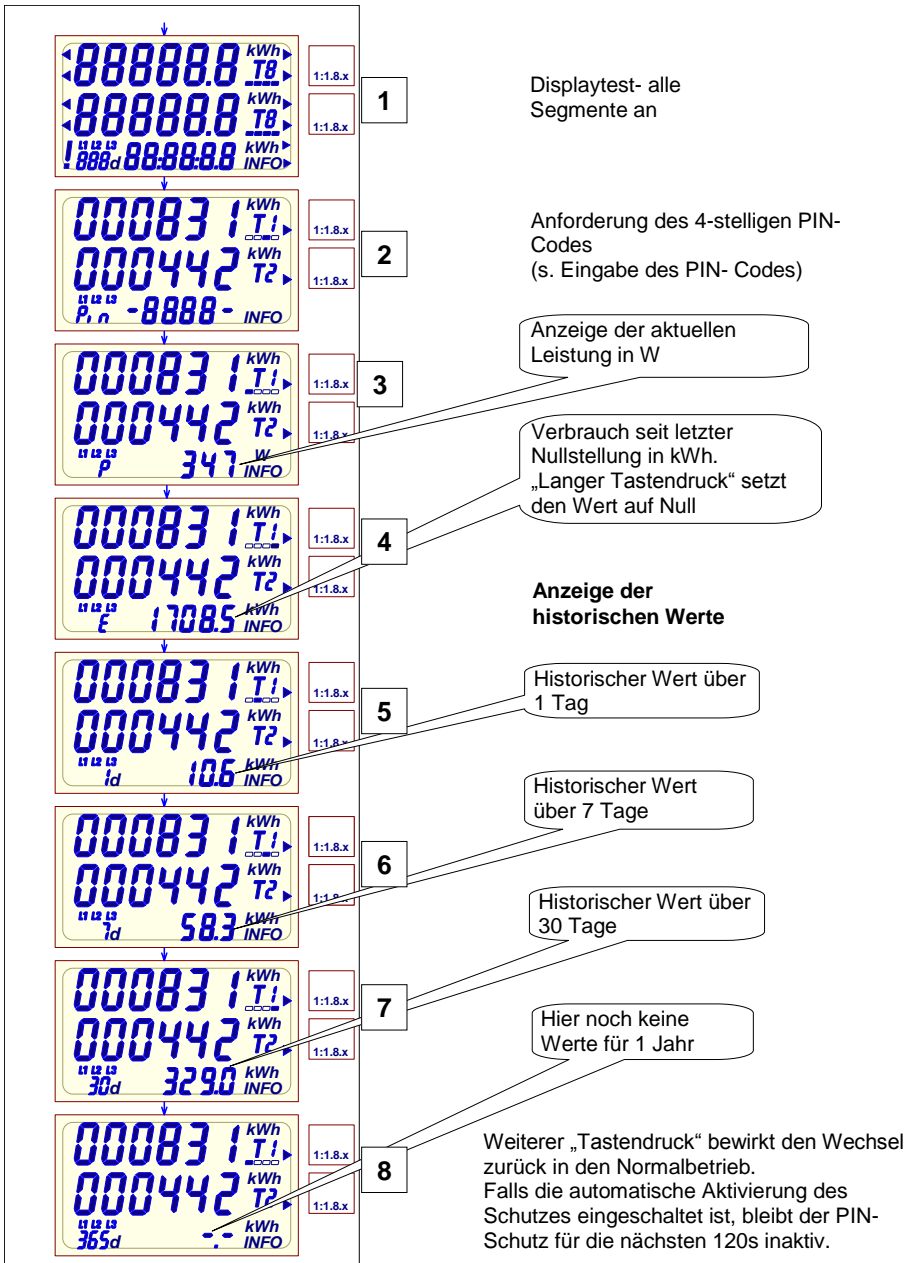 88888.8 kWh
T8
1:1.8.x
88888.8 kWh
T8
1:1.8.x
! L1 L2 L3 kWh
888d 88:88:8.8 INFO
1
Displaytest- alle
Segmente an
000831 kWh
T1
1:1.8.x
000442 kWh
T2
1:1.8.x
L1 L2 L3
Pin -8888- INFO
2
Anforderung des 4-stelligen PIN-
Codes
(s. Eingabe des PIN- Codes)
000831 kWh
T1
1:1.8.x
000442 kWh
T2
1:1.8.x
L1 L2 L3 W
P 347 INFO
3
Anzeige der aktuellen
Leistung in W
000831 kWh
T1
1:1.8.x
000442 kWh
T2
1:1.8.x
L1 L2 L3 kWh
E 1708.5 INFO
4
Verbrauch seit letzter
Nullstellung in kWh.
„Langer Tastendruck“ setzt
den Wert auf Null
Anzeige der
historischen Werte
000831 kWh
T1
1:1.8.x
000442 kWh
T2
1:1.8.x
L1 L2 L3 kWh
1d 10.6 INFO
5
Historischer Wert über
1 Tag
000831 kWh
T1
1:1.8.x
000442 kWh
T2
1:1.8.x
L1 L2 L3 kWh
7d 58.3 INFO
6
Historischer Wert
über 7 Tage
000831 kWh
T1
1:1.8.x
000442 kWh
T2
1:1.8.x
L1 L2 L3 kWh
30d 329.0 INFO
7
Historischer Wert über
30 Tage
000831 kWh
T1
1:1.8.x
000442 kWh
T2
1:1.8.x
L1 L2 L3 kWh
365d -.- INFO
8
Hier noch keine
Werte für 1 Jahr
Weiterer „Tastendruck“ bewirkt den Wechsel
zurück in den Normalbetrieb.
Falls die automatische Aktivierung des
Schutzes eingeschaltet ist, bleibt der PIN-
Schutz für die nächsten 120s inaktiv.